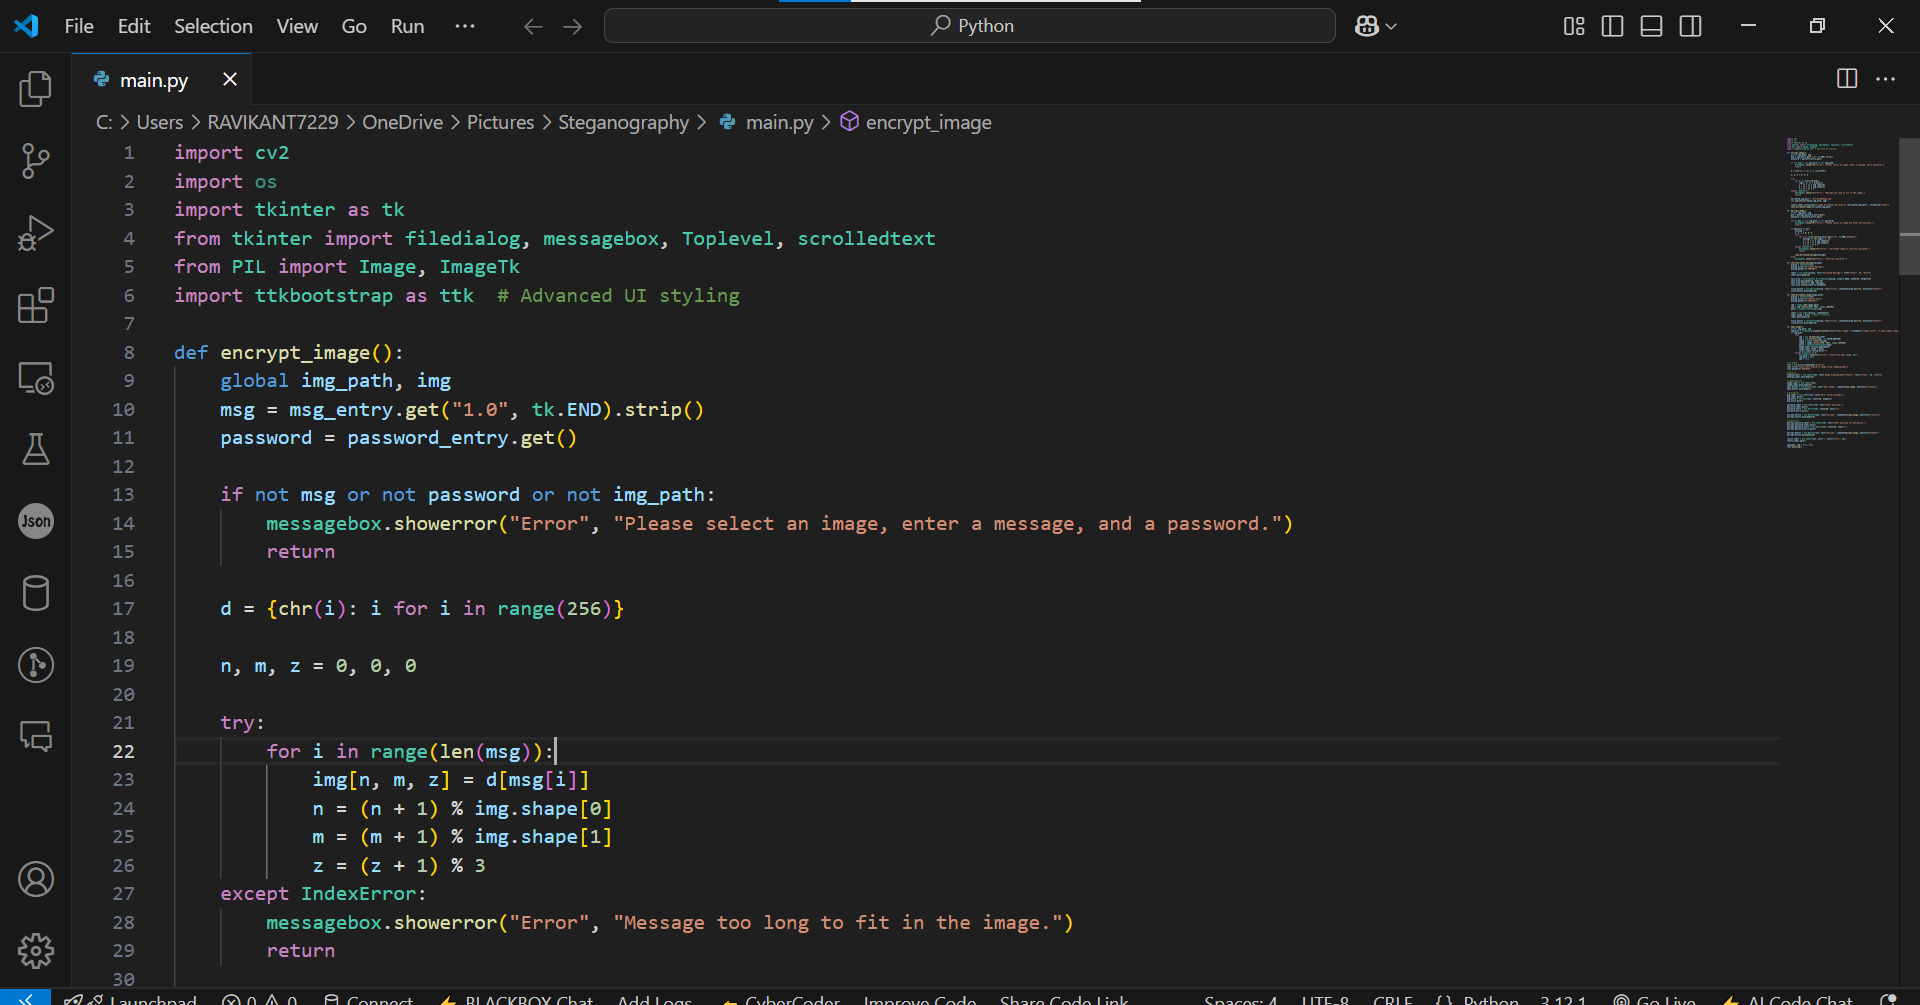 File Edit Selection View Go Run ··· Python
main.py
C: > Users > RAVIKANT7229 > OneDrive > Pictures > Steganography > main.py > encrypt_image
1 import cv2
2 import os
3 import tkinter as tk
4 from tkinter import filedialog, messagebox, Toplevel, scrolledtext
5 from PIL import Image, ImageTk
6 import ttkbootstrap as ttk  # Advanced UI styling
7
8 def encrypt_image():
9     global img_path, img
10     msg = msg_entry.get("1.0", tk.END).strip()
11     password = password_entry.get()
12
13     if not msg or not password or not img_path:
14         messagebox.showerror("Error", "Please select an image, enter a message, and a password.")
15         return
16
17     d = {chr(i): i for i in range(256)}
18
19     n, m, z = 0, 0, 0
20
21     try:
22         for i in range(len(msg)):
23             img[n, m, z] = d[msg[i]]
24             n = (n + 1) % img.shape[0]
25             m = (m + 1) % img.shape[1]
26             z = (z + 1) % 3
27     except IndexError:
28         messagebox.showerror("Error", "Message too long to fit in the image.")
29         return
30
Json
Launchpad 0 0 Connect BLACKBOX Chat Add Logs CyberCoder Improve Code Share Code Link Spaces: 4 UTF-8 CRLF {} Python 3.12.1 Go Live AI Code Chat